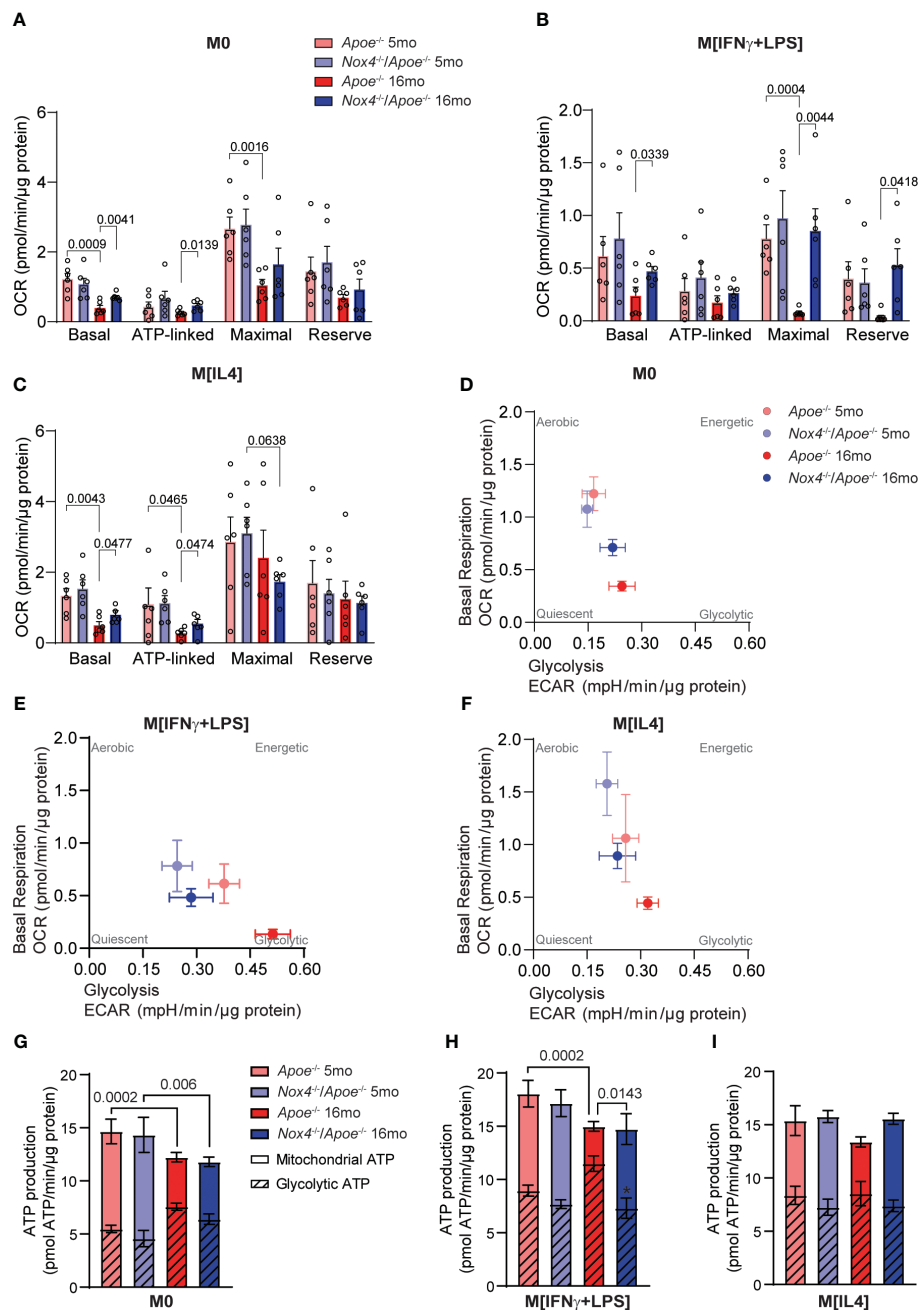 A
M0
Apoe-/- 5mo
Nox4-/-/Apoe-/- 5mo
Apoe-/- 16mo
Nox4-/-/Apoe-/- 16mo
OCR (pmol/min/µg protein)
6
4
2
0
0.0009
0.0041
0.0139
0.0016
Basal ATP-linked Maximal Reserve
B
M[IFNγ+LPS]
OCR (pmol/min/µg protein)
2.0
1.5
1.0
0.5
0.0
0.0339
0.0004
0.0044
0.0418
Basal ATP-linked Maximal Reserve
C
M[IL4]
OCR (pmol/min/µg protein)
6
4
2
0
0.0043
0.0477
0.0465
0.0474
0.0638
Basal ATP-linked Maximal Reserve
D
M0
Basal Respiration
OCR (pmol/min/µg protein)
2.0
1.5
1.0
0.5
0.0
Aerobic Energetic
Quiescent Glycolytic
0.00 0.15 0.30 0.45 0.60
Glycolysis
ECAR (mpH/min/µg protein)
Apoe-/- 5mo
Nox4-/-/Apoe-/- 5mo
Apoe-/- 16mo
Nox4-/-/Apoe-/- 16mo
E
M[IFNγ+LPS]
Basal Respiration
OCR (pmol/min/µg protein)
2.0
1.5
1.0
0.5
0.0
Aerobic Energetic
Quiescent Glycolytic
0.00 0.15 0.30 0.45 0.60
Glycolysis
ECAR (mpH/min/µg protein)
F
M[IL4]
Basal Respiration
OCR (pmol/min/µg protein)
2.0
1.5
1.0
0.5
0.0
Aerobic Energetic
Quiescent Glycolytic
0.00 0.15 0.30 0.45 0.60
Glycolysis
ECAR (mpH/min/µg protein)
G
ATP production
(pmol ATP/min/µg protein)
20
15
10
5
0
0.0002
0.006
M0
Apoe-/- 5mo
Nox4-/-/Apoe-/- 5mo
Apoe-/- 16mo
Nox4-/-/Apoe-/- 16mo
Mitochondrial ATP
Glycolytic ATP
H
ATP production
(pmol ATP/min/µg protein)
20
15
10
5
0
0.0002
0.0143
*
M[IFNγ+LPS]
I
ATP production
(pmol ATP/min/µg protein)
20
15
10
5
0
M[IL4]